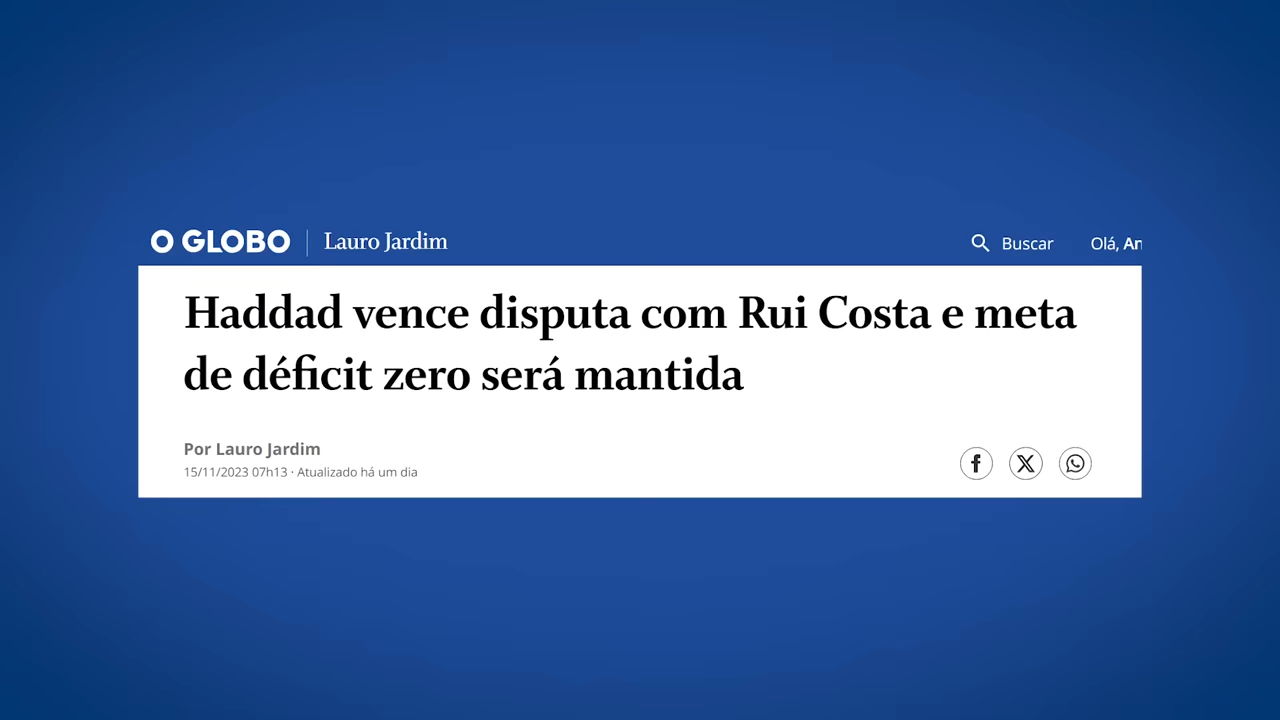 O GLOBO | Lauro Jardim Buscar Olá, An
Haddad vence disputa com Rui Costa e meta
de déficit zero será mantida
Por Lauro Jardim
15/11/2023 07h13 · Atualizado há um dia